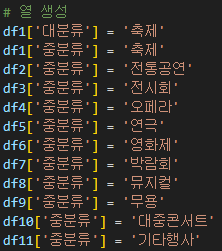 # 열 생성
df1['대분류'] = '축제'
df1['중분류'] = '축제'
df2['중분류'] = '전통공연'
df3['중분류'] = '전시회'
df4['중분류'] = '오페라'
df5['중분류'] = '연극'
df6['중분류'] = '영화제'
df7['중분류'] = '박람회'
df8['중분류'] = '뮤지컬'
df9['중분류'] = '무용'
df10['중분류'] = '대중콘서트'
df11['중분류'] = '기타행사'